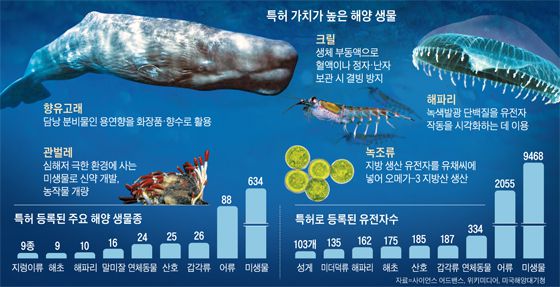 특허 가치가 높은 해양 생물
크릴
생체 부동액으로
혈액이나 정자·난자
보관 시 결빙 방지
향유고래
담낭 분비물인 용연향을 화장품·향수로 활용
해파리
녹색발광 단백질을 유전자
작동을 시각화하는 데 이용
관벌레
심해저 극한 환경에 사는
미생물로 신약 개발,
농작물 개량
녹조류
지방 생산 유전자를 유채씨에
넣어 오메가-3 지방산 생산
특허 등록된 주요 해양 생물종
9종 9 10 16 24 25 26 88 634
지렁이류 해초 해파리 말미잘 연체동물 산호 갑각류 어류 미생물
특허로 등록된 유전자수
103개 135 162 175 185 187 334 2055 9468
성게 미더덕류 해파리 해초 산호 갑각류 연체동물 어류 미생물
자료=사이언스 어드밴스, 위키미디어, 미국해양대기청